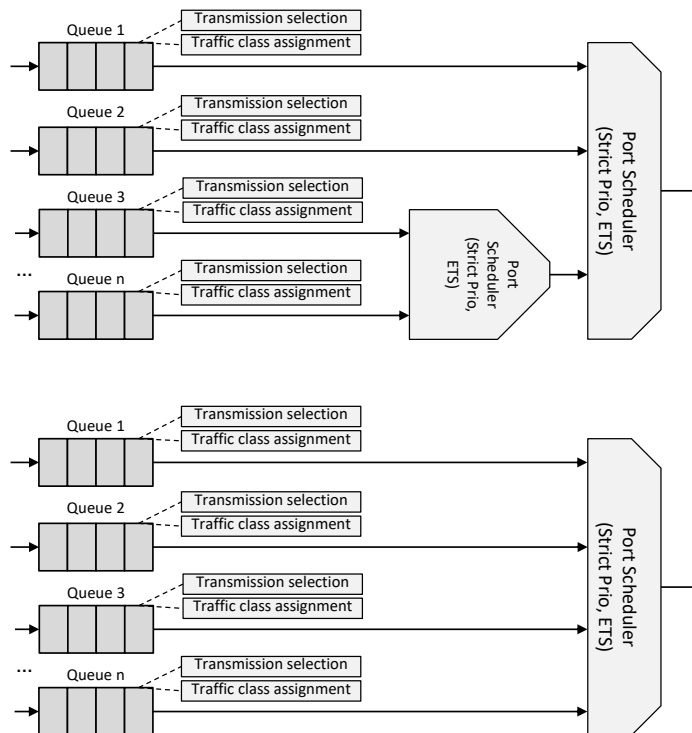 Queue 1
Transmission selection
Traffic class assignment
Queue 2
Transmission selection
Traffic class assignment
Queue 3
Transmission selection
Traffic class assignment
...
Queue n
Transmission selection
Traffic class assignment
Port
Scheduler
(Strict Prio,
ETS)
Port Scheduler
(Strict Prio, ETS)
Queue 1
Transmission selection
Traffic class assignment
Queue 2
Transmission selection
Traffic class assignment
Queue 3
Transmission selection
Traffic class assignment
...
Queue n
Transmission selection
Traffic class assignment
Port Scheduler
(Strict Prio, ETS)